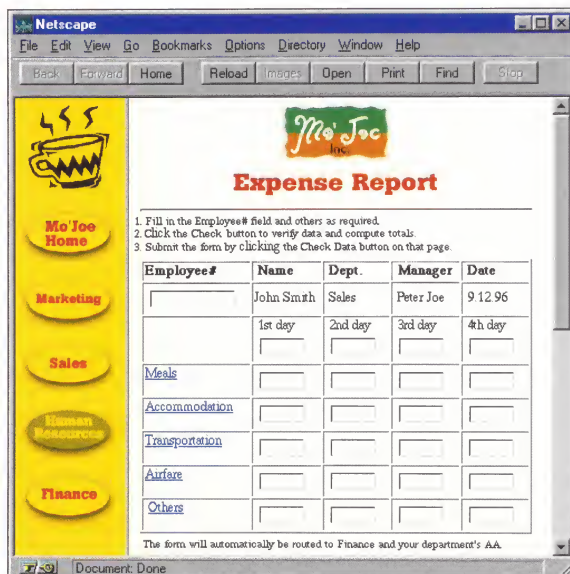 Netscape
File Edit View Go Bookmarks Options Directory Window Help
Back Forward Home Reload Images Open Print Find Stop
Mo'Joe
Inc.
Expense Report
1. Fill in the Employee# field and others as required.
2. Click the Check button to verify data and compute totals.
3. Submit the form by clicking the Check Data button on that page.
Mo'Joe
Home
Marketing
Sales
Human
Resources
Finance
Employee# Name Dept. Manager Date
John Smith Sales Peter Joe 9.12.96
1st day 2nd day 3rd day 4th day
Meals
Accommodation
Transportation
Airfare
Others
The form will automatically be routed to Finance and your department's AA.
Document: Done